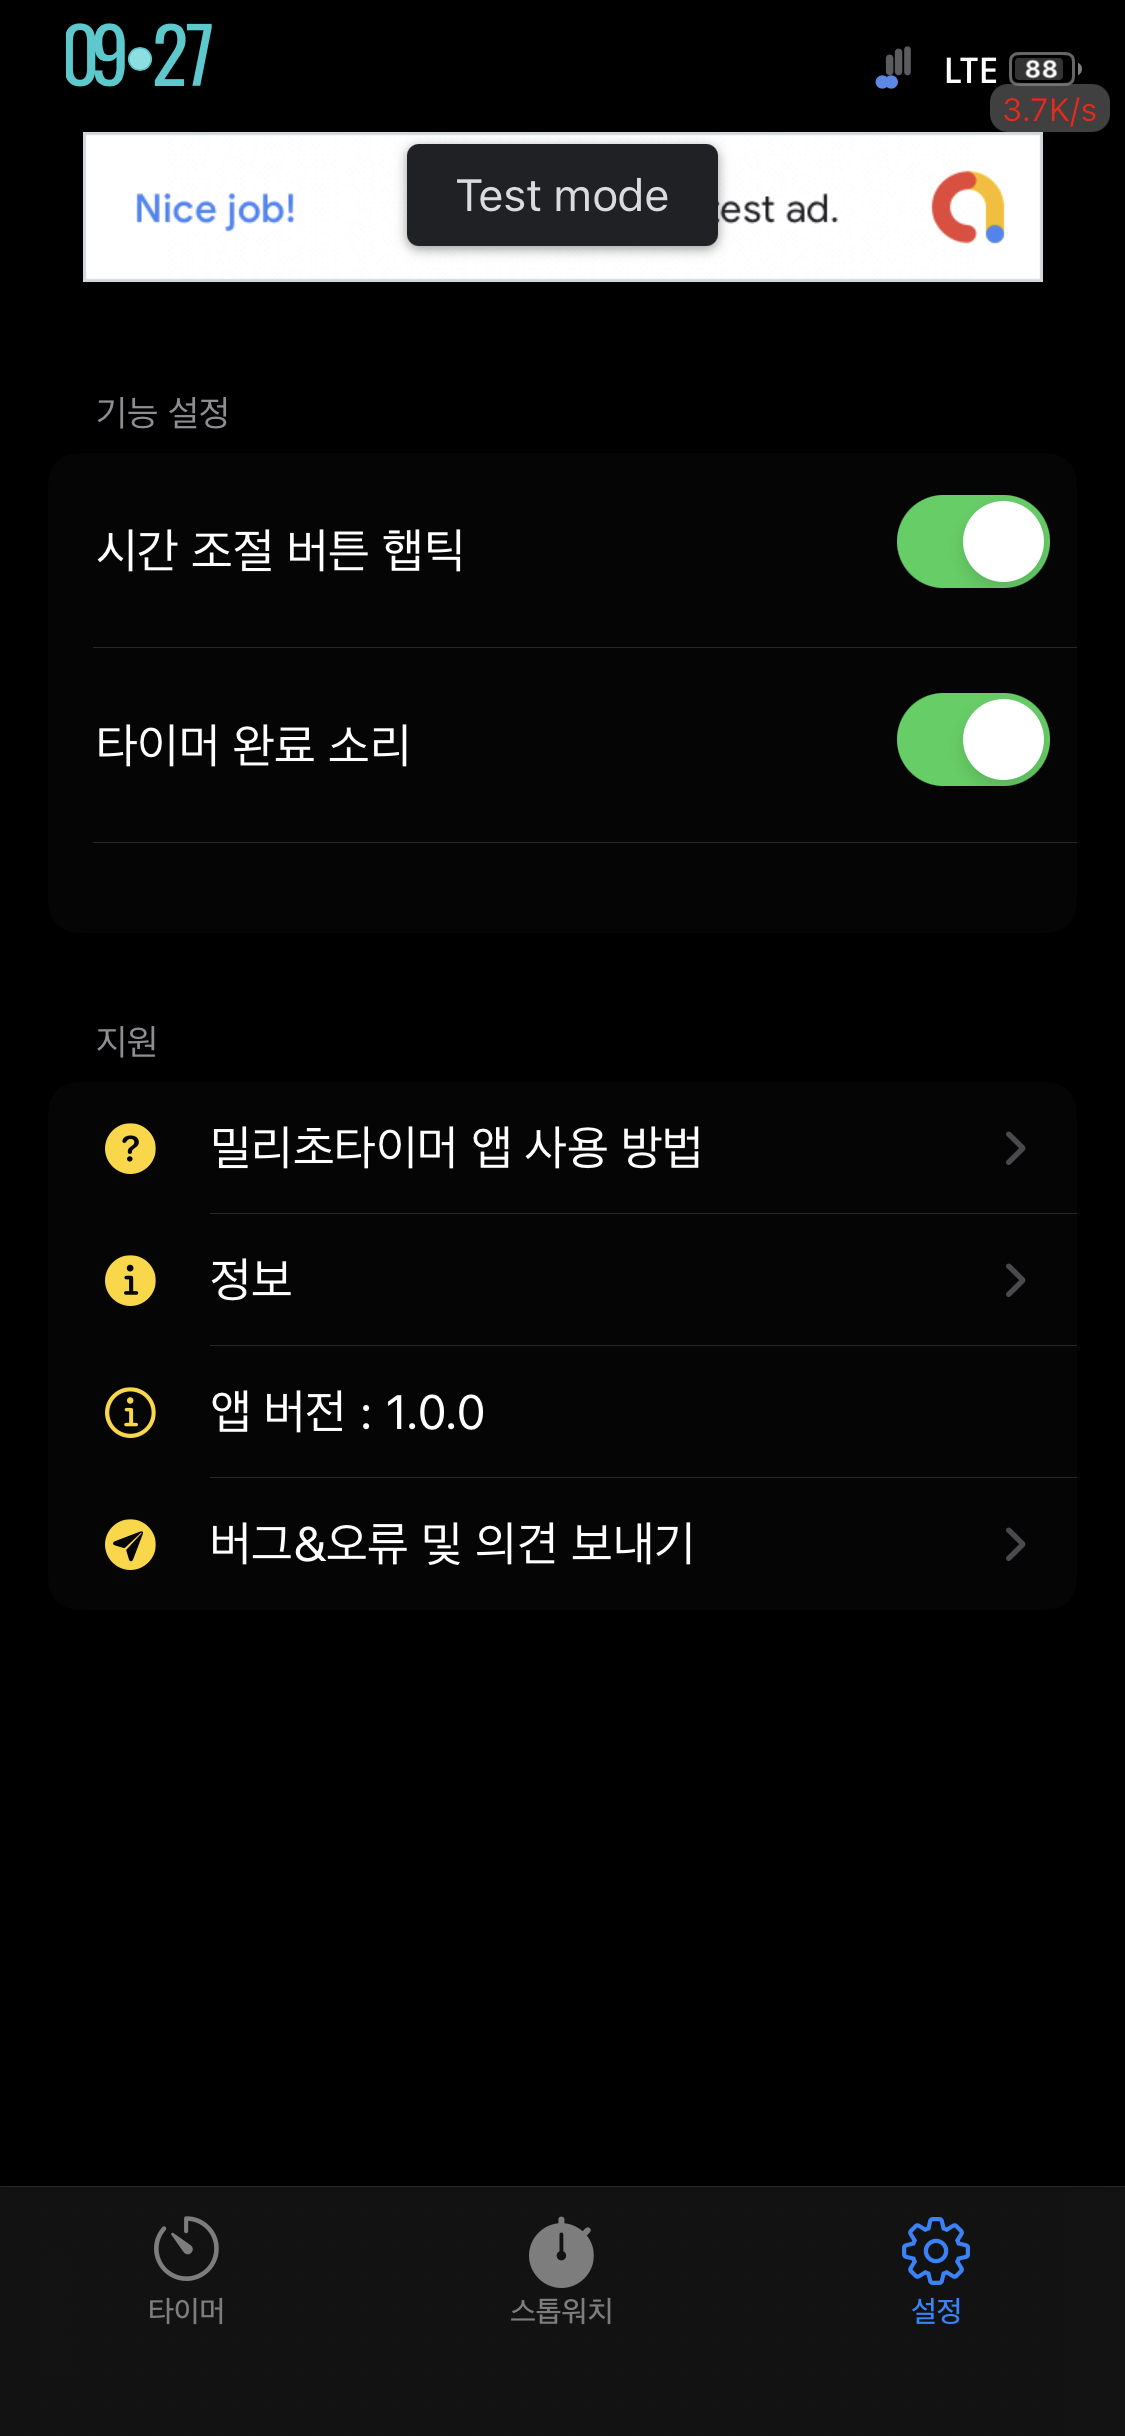 09•27
LTE 88
3.7K/s
Nice job!
Test mode
test ad.
기능 설정
시간 조절 버튼 햅틱
타이머 완료 소리
지원
밀리초타이머 앱 사용 방법
정보
앱 버전 : 1.0.0
버그&오류 및 의견 보내기
타이머
스톱워치
설정